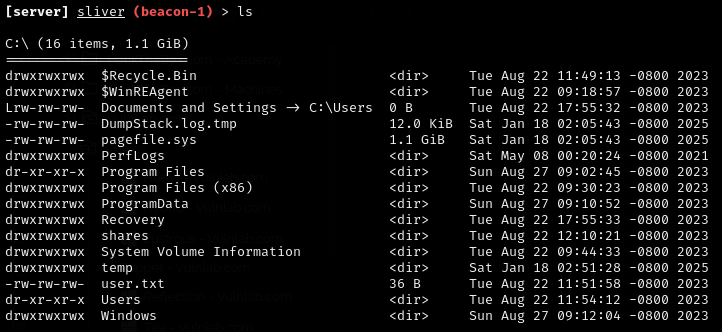 [server] sliver (beacon-1) > ls
C:\ (16 items, 1.1 GiB)
=======================
drwxrwxrwx  $Recycle.Bin                        <dir>     Tue Aug 22 11:49:13 -0800 2023
drwxrwxrwx  $WinREAgent                         <dir>     Tue Aug 22 09:18:57 -0800 2023
Lrw-rw-rw-  Documents and Settings -> C:\Users  0 B       Tue Aug 22 17:55:32 -0800 2023
-rw-rw-rw-  DumpStack.log.tmp                   12.0 KiB  Sat Jan 18 02:05:43 -0800 2025
-rw-rw-rw-  pagefile.sys                        1.1 GiB   Sat Jan 18 02:05:43 -0800 2025
drwxrwxrwx  PerfLogs                            <dir>     Sat May 08 00:20:24 -0800 2021
dr-xr-xr-x  Program Files                       <dir>     Sun Aug 27 09:02:45 -0800 2023
drwxrwxrwx  Program Files (x86)                 <dir>     Tue Aug 22 09:30:23 -0800 2023
drwxrwxrwx  ProgramData                         <dir>     Sun Aug 27 09:10:52 -0800 2023
drwxrwxrwx  Recovery                            <dir>     Tue Aug 22 17:55:33 -0800 2023
drwxrwxrwx  shares                              <dir>     Tue Aug 22 12:10:21 -0800 2023
drwxrwxrwx  System Volume Information           <dir>     Tue Aug 22 09:44:33 -0800 2023
drwxrwxrwx  temp                                <dir>     Sat Jan 18 02:51:28 -0800 2025
-rw-rw-rw-  user.txt                            36 B      Tue Aug 22 11:51:58 -0800 2023
dr-xr-xr-x  Users                               <dir>     Tue Aug 22 11:54:12 -0800 2023
drwxrwxrwx  Windows                             <dir>     Sun Aug 27 09:12:04 -0800 2023